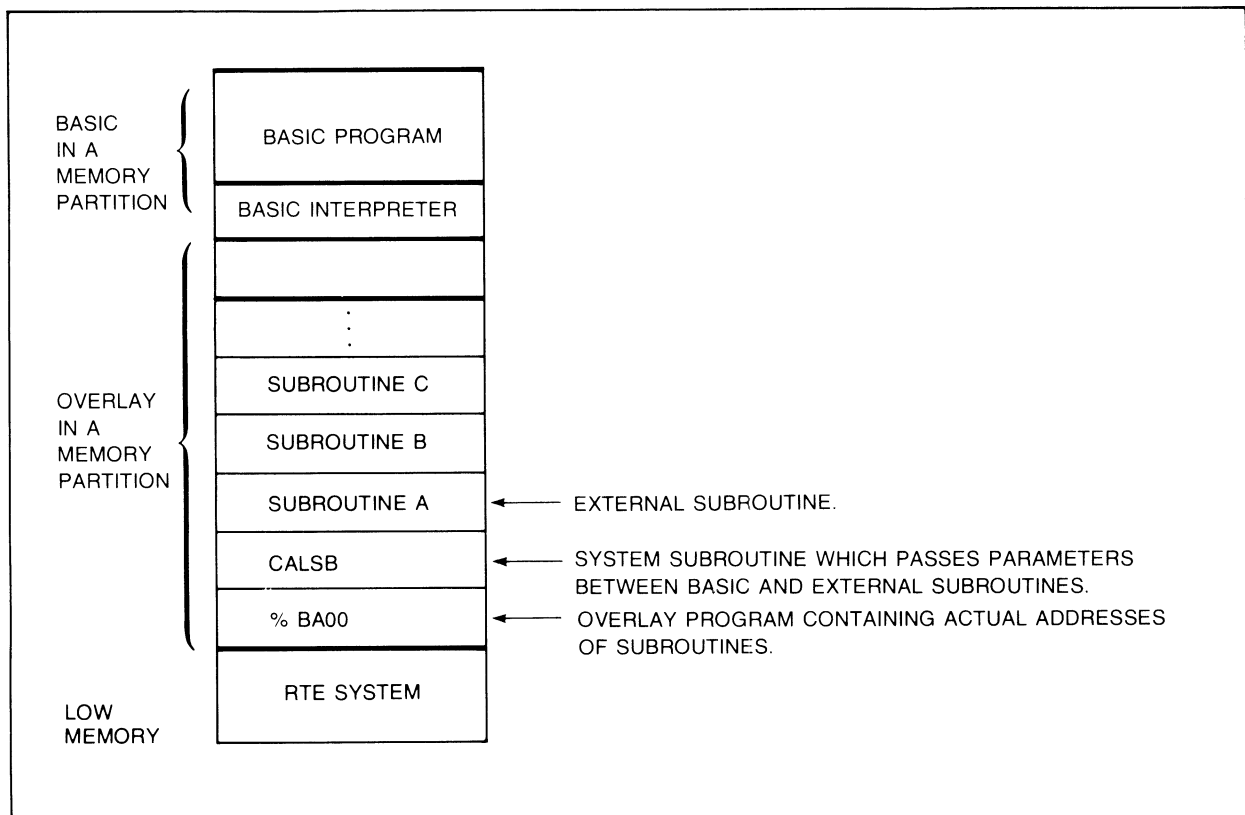 BASIC
IN A
MEMORY
PARTITION
BASIC PROGRAM
BASIC INTERPRETER
.
.
.
OVERLAY
IN A
MEMORY
PARTITION
SUBROUTINE C
SUBROUTINE B
SUBROUTINE A
EXTERNAL SUBROUTINE.
CALSB
SYSTEM SUBROUTINE WHICH PASSES PARAMETERS
BETWEEN BASIC AND EXTERNAL SUBROUTINES.
% BA00
OVERLAY PROGRAM CONTAINING ACTUAL ADDRESSES
OF SUBROUTINES.
RTE SYSTEM
LOW
MEMORY